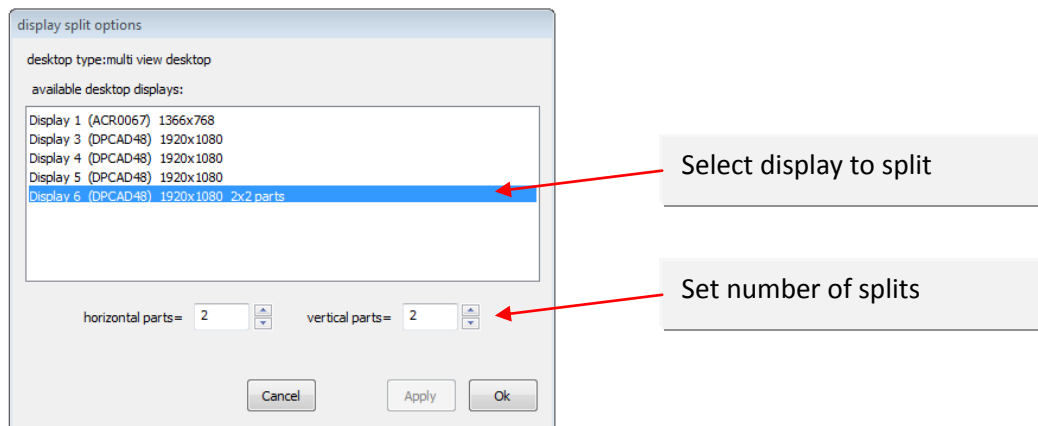 display split options
desktop type:multi view desktop
available desktop displays:
Display 1 (ACR0067) 1366x768
Display 3 (DPCAD48) 1920x1080
Display 4 (DPCAD48) 1920x1080
Display 5 (DPCAD48) 1920x1080
Display 6 (DPCAD48) 1920x1080 2x2 parts
Select display to split
horizontal parts= 2 vertical parts= 2
Set number of splits
Cancel Apply Ok